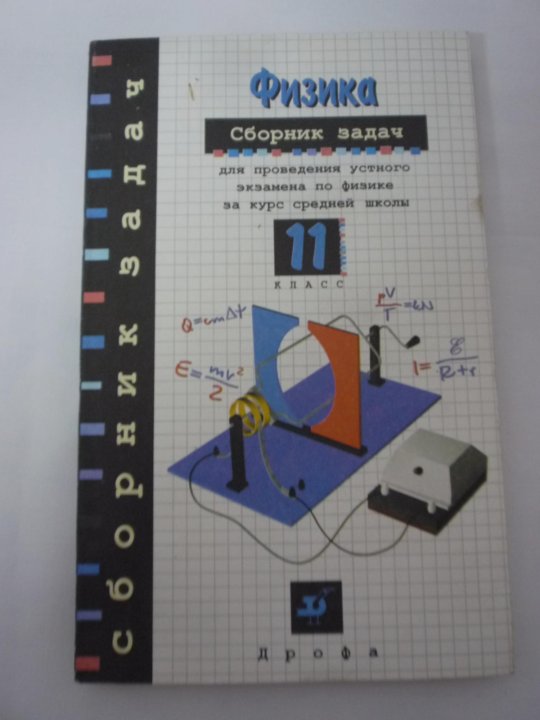 сборник задач
Физика
Сборник задач
для проведения устного
экзамена по физике
за курс средней школы
11
КЛАСС
Q=cmΔt
pV/T=kN
E=mv²/2
I=ℰ/R+r
Дрофа